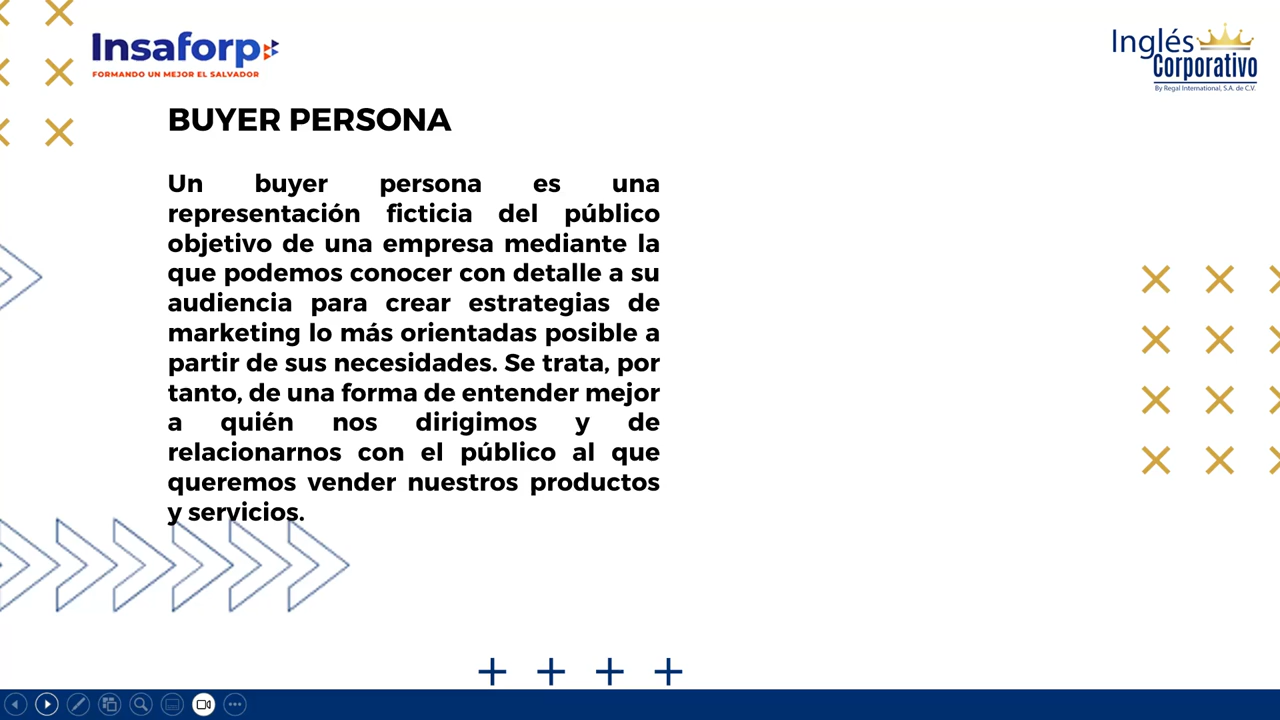 Insaforp
FORMANDO UN MEJOR EL SALVADOR
Inglés
Corporativo
By Regal International, S.A. de C.V.
BUYER PERSONA
Un buyer persona es una
representación ficticia del público
objetivo de una empresa mediante la
que podemos conocer con detalle a su
audiencia para crear estrategias de
marketing lo más orientadas posible a
partir de sus necesidades. Se trata, por
tanto, de una forma de entender mejor
a quién nos dirigimos y de
relacionarnos con el público al que
queremos vender nuestros productos
y servicios.